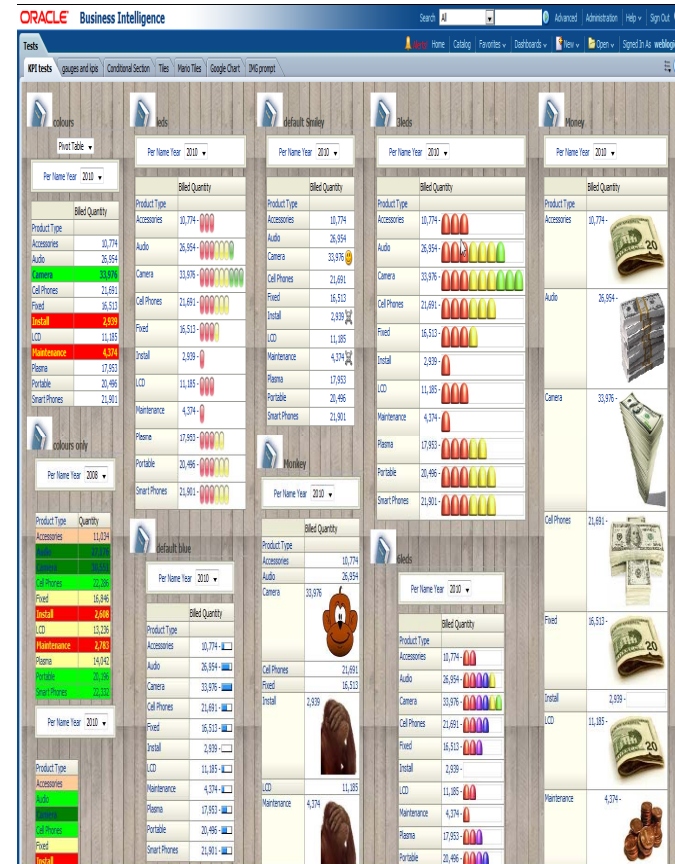 ORACLE Business Intelligence
Search All Advanced Administration Help Sign Out
Tests
Home Catalog Favorites Dashboards New Open Signed In As weblogi
KPI tests gauges and kpis Conditional Section Tiles Mario Tiles Google Chart IMG prompt
colours
Pivot Table
Per Name Year 2010
Billed Quantity
Product Type
Accessories 10,774
Audio 26,954
Camera 33,976
Cell Phones 21,691
Fixed 16,513
Install 2,939
LCD 11,185
Maintenance 4,374
Plasma 17,953
Portable 20,496
Smart Phones 21,901
colours only
Per Name Year 2008
Product Type Quantity
Accessories 11,034
Audio
Cell Phones 22,286
Fixed 16,846
Install 2,608
LCD 13,236
Maintenance 2,783
Plasma 14,042
Portable 20,196
Smart Phones 22,332
Per Name Year 2010
Product Type
Accessories
Audio
Cell Phones
Fixed
Install
leds
Per Name Year 2010
Billed Quantity
Product Type
Accessories 10,774 -
Audio 26,954 -
Camera 33,976 -
Cell Phones 21,691 -
Fixed 16,513 -
Install 2,939 -
LCD 11,185 -
Maintenance 4,374 -
Plasma 17,953 -
Portable 20,496 -
Smart Phones 21,901 -
default blue
Per Name Year 2010
Billed Quantity
Product Type
Accessories 10,774 -
Audio 26,954 -
Camera 33,976 -
Cell Phones 21,691 -
Fixed 16,513 -
Install 2,939 -
LCD 11,185 -
Maintenance 4,374 -
Plasma 17,953 -
Portable 20,496 -
Smart Phones 21,901 -
default Smiley
Per Name Year 2010
Billed Quantity
Product Type
Accessories 10,774
Audio 26,954
Camera 33,976
Cell Phones 21,691
Fixed 16,513
Install 2,939
LCD 11,185
Maintenance 4,374
Plasma 17,953
Portable 20,496
Smart Phones 21,901
Monkey
Per Name Year 2010
Billed Quantity
Product Type
Accessories 10,774
Audio 26,954
Camera 33,976
Cell Phones 21,691
Fixed 16,513
Install 2,939
LCD 11,185
Maintenance 4,374
3leds
Per Name Year 2010
Billed Quantity
Product Type
Accessories 10,774 -
Audio 26,954 -
Camera 33,976 -
Cell Phones 21,691 -
Fixed 16,513 -
Install 2,939 -
LCD 11,185 -
Maintenance 4,374 -
Plasma 17,953 -
Portable 20,496 -
Smart Phones 21,901 -
6leds
Per Name Year 2010
Billed Quantity
Product Type
Accessories 10,774 -
Audio 26,954 -
Camera 33,976 -
Cell Phones 21,691 -
Fixed 16,513 -
Install 2,939 -
LCD 11,185 -
Maintenance 4,374 -
Plasma 17,953 -
Portable 20,496 -
Money
Per Name Year 2010
Billed Quantity
Product Type
Accessories 10,774 -
20
Audio 26,954 -
Camera 33,976 -
Cell Phones 21,691 -
Fixed 16,513 -
20
Install 2,939 -
LCD 11,185 -
20
Maintenance 4,374 -